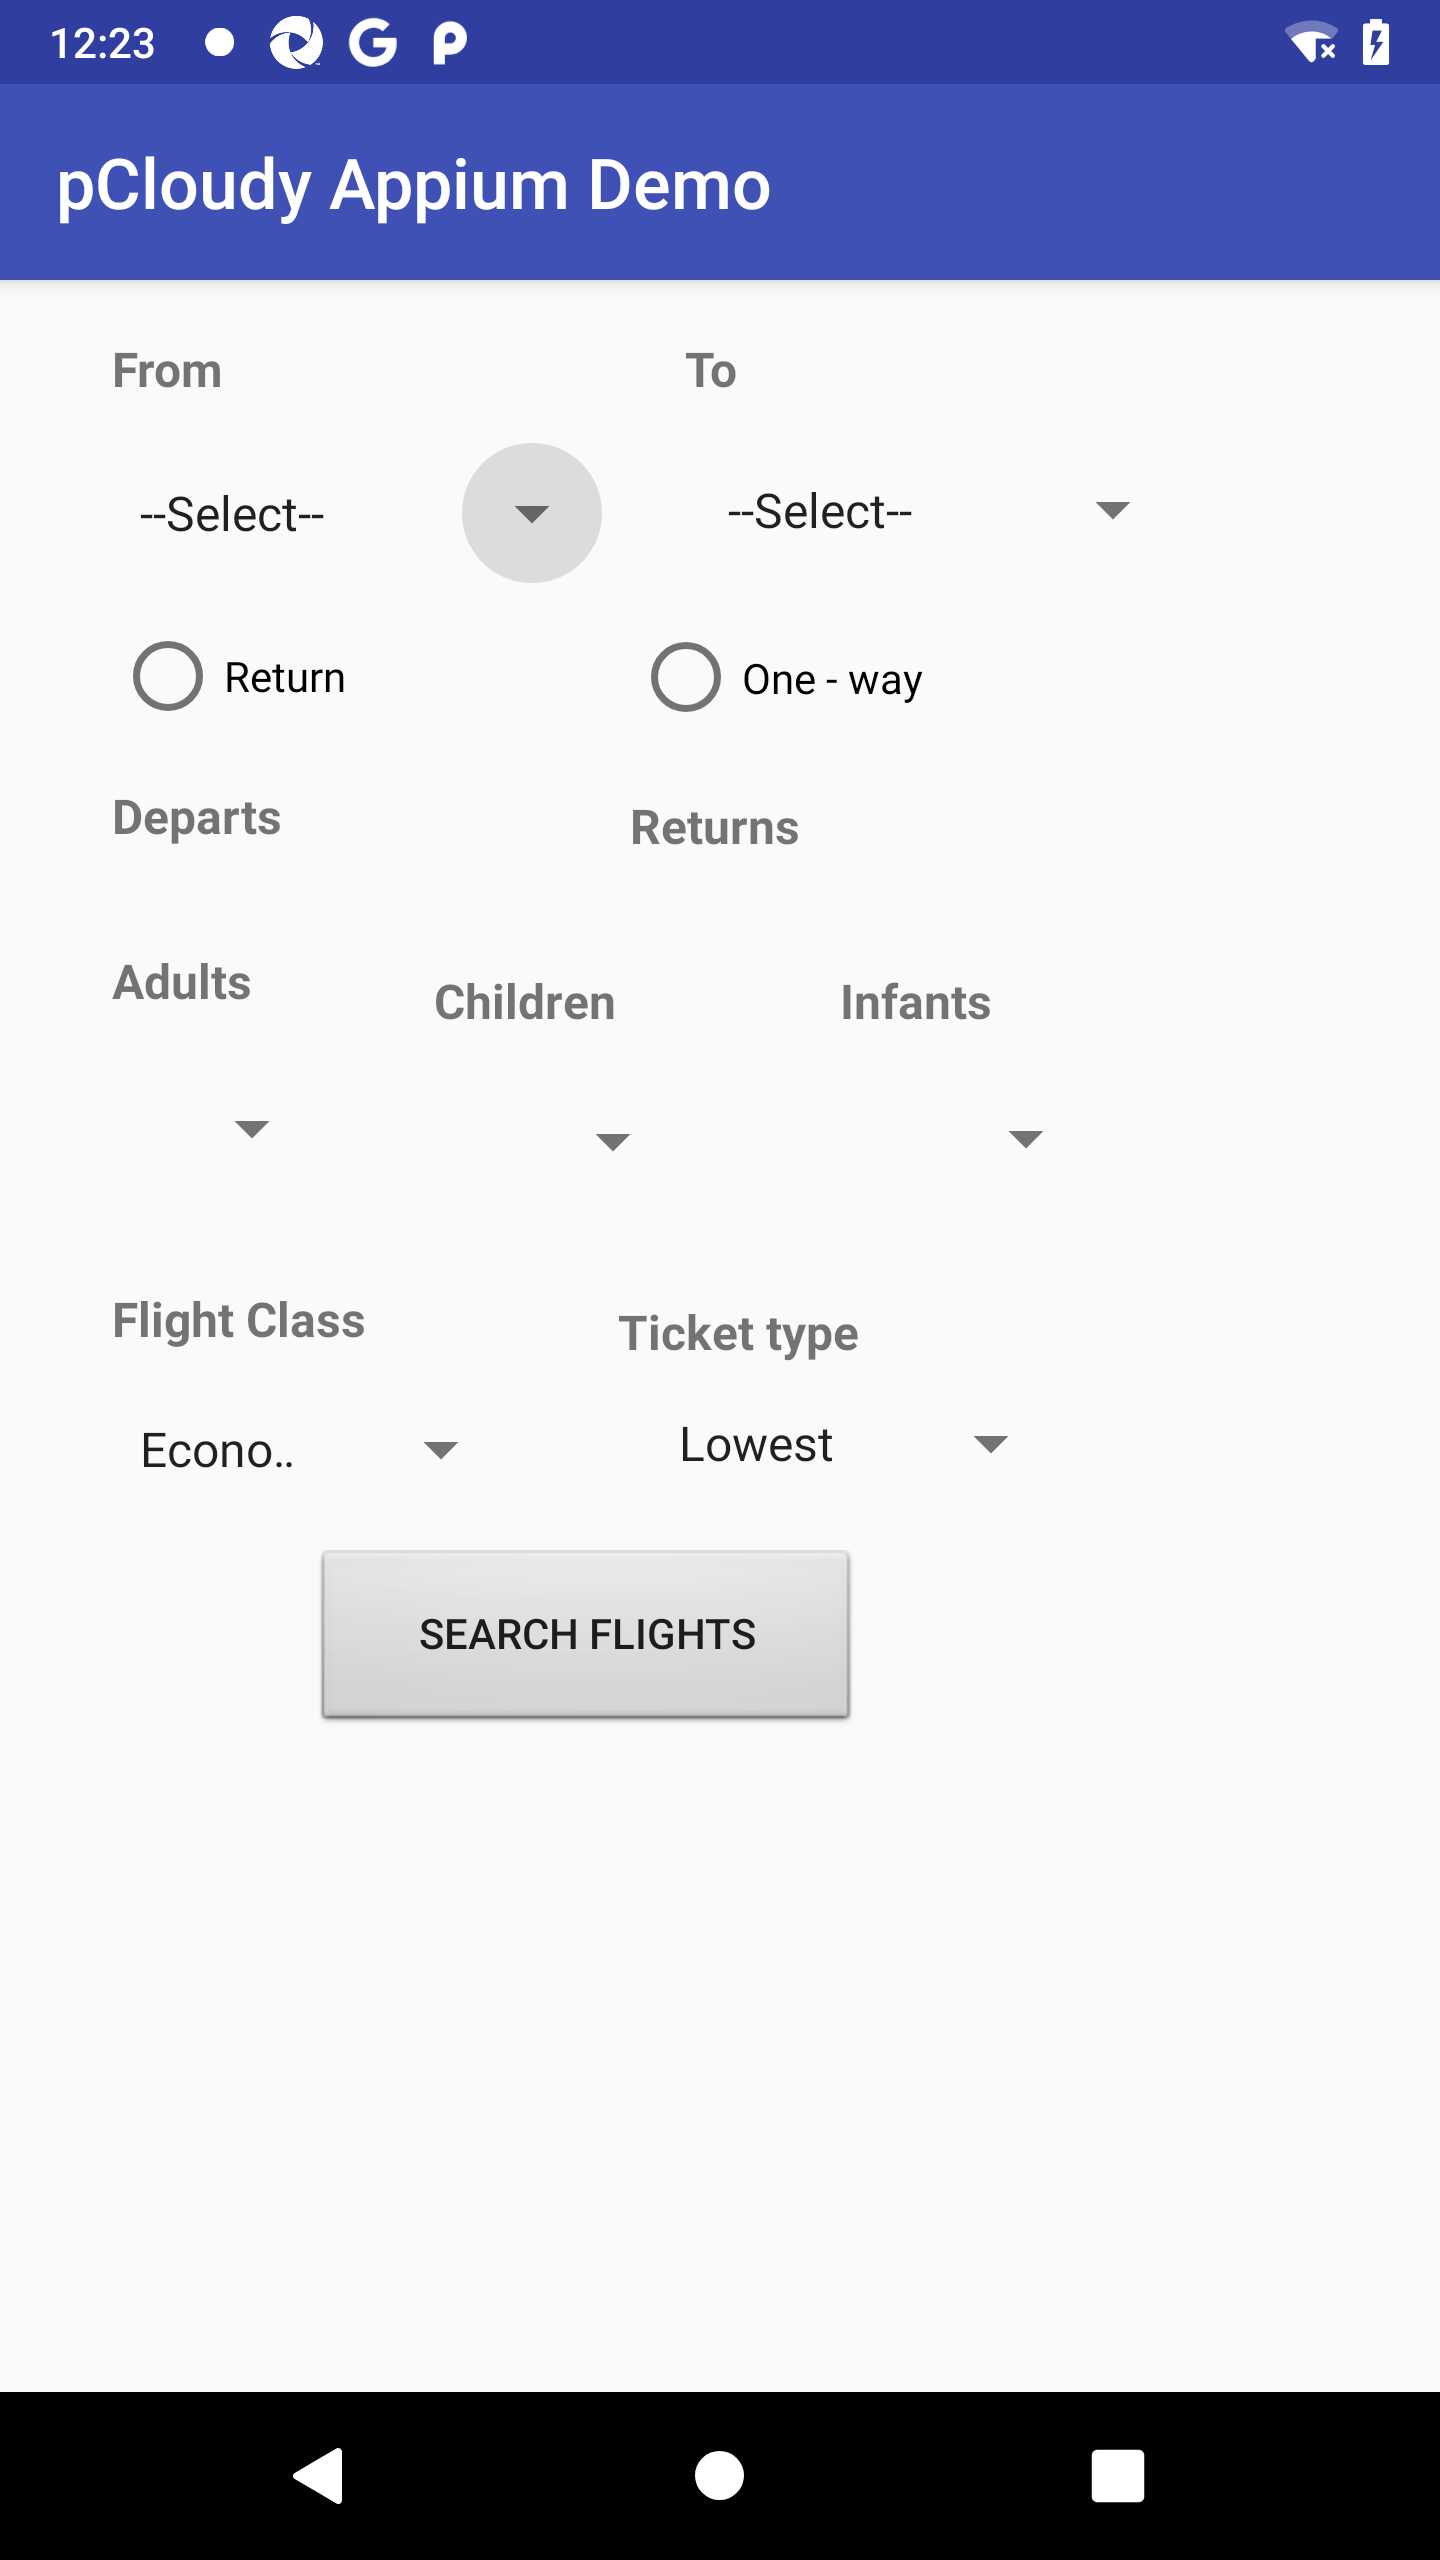 12:23
pCloudy Appium Demo
From To
--Select-- --Select--
Return One - way
Departs Returns
Adults Children Infants
Flight Class Ticket type
Econo.. Lowest
SEARCH FLIGHTS